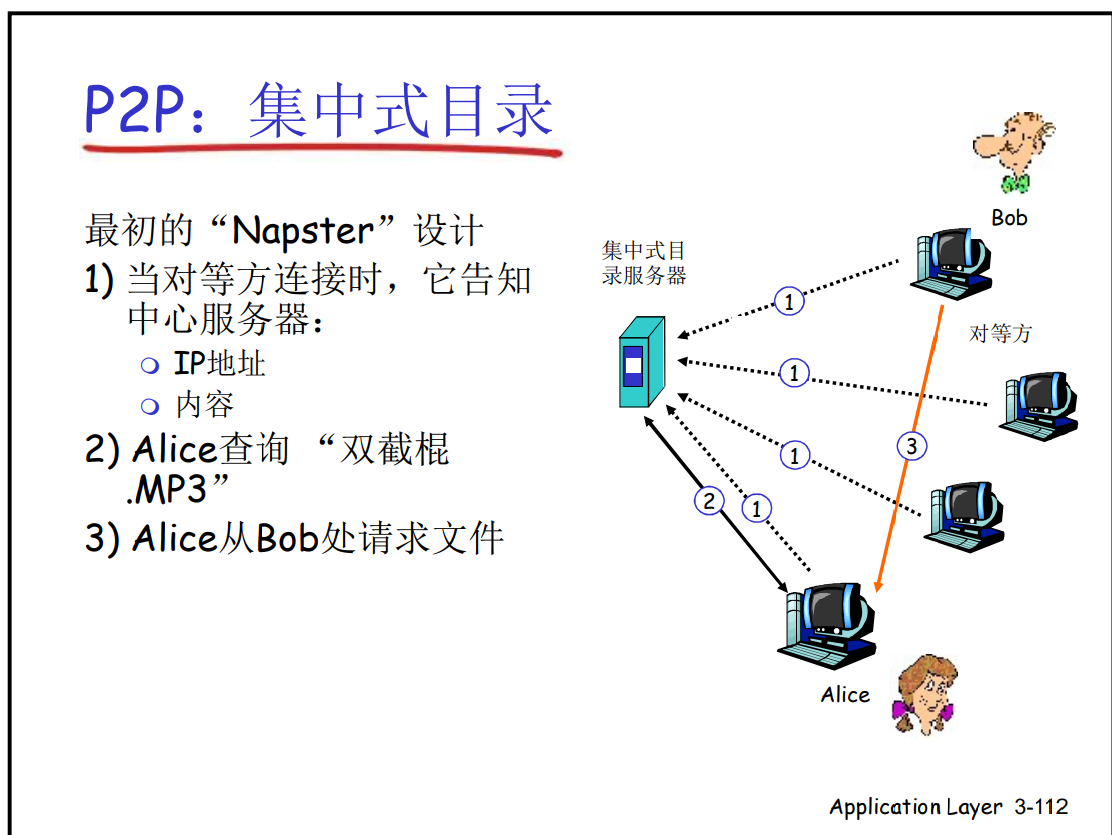 P2P：集中式目录
最初的“Napster”设计
1) 当对等方连接时，它告知
中心服务器：
IP地址
内容
2) Alice查询 “双截棍
.MP3”
3) Alice从Bob处请求文件
Bob
集中式目
录服务器
1
对等方
1
3
1
2
1
Alice
Application Layer 3-112